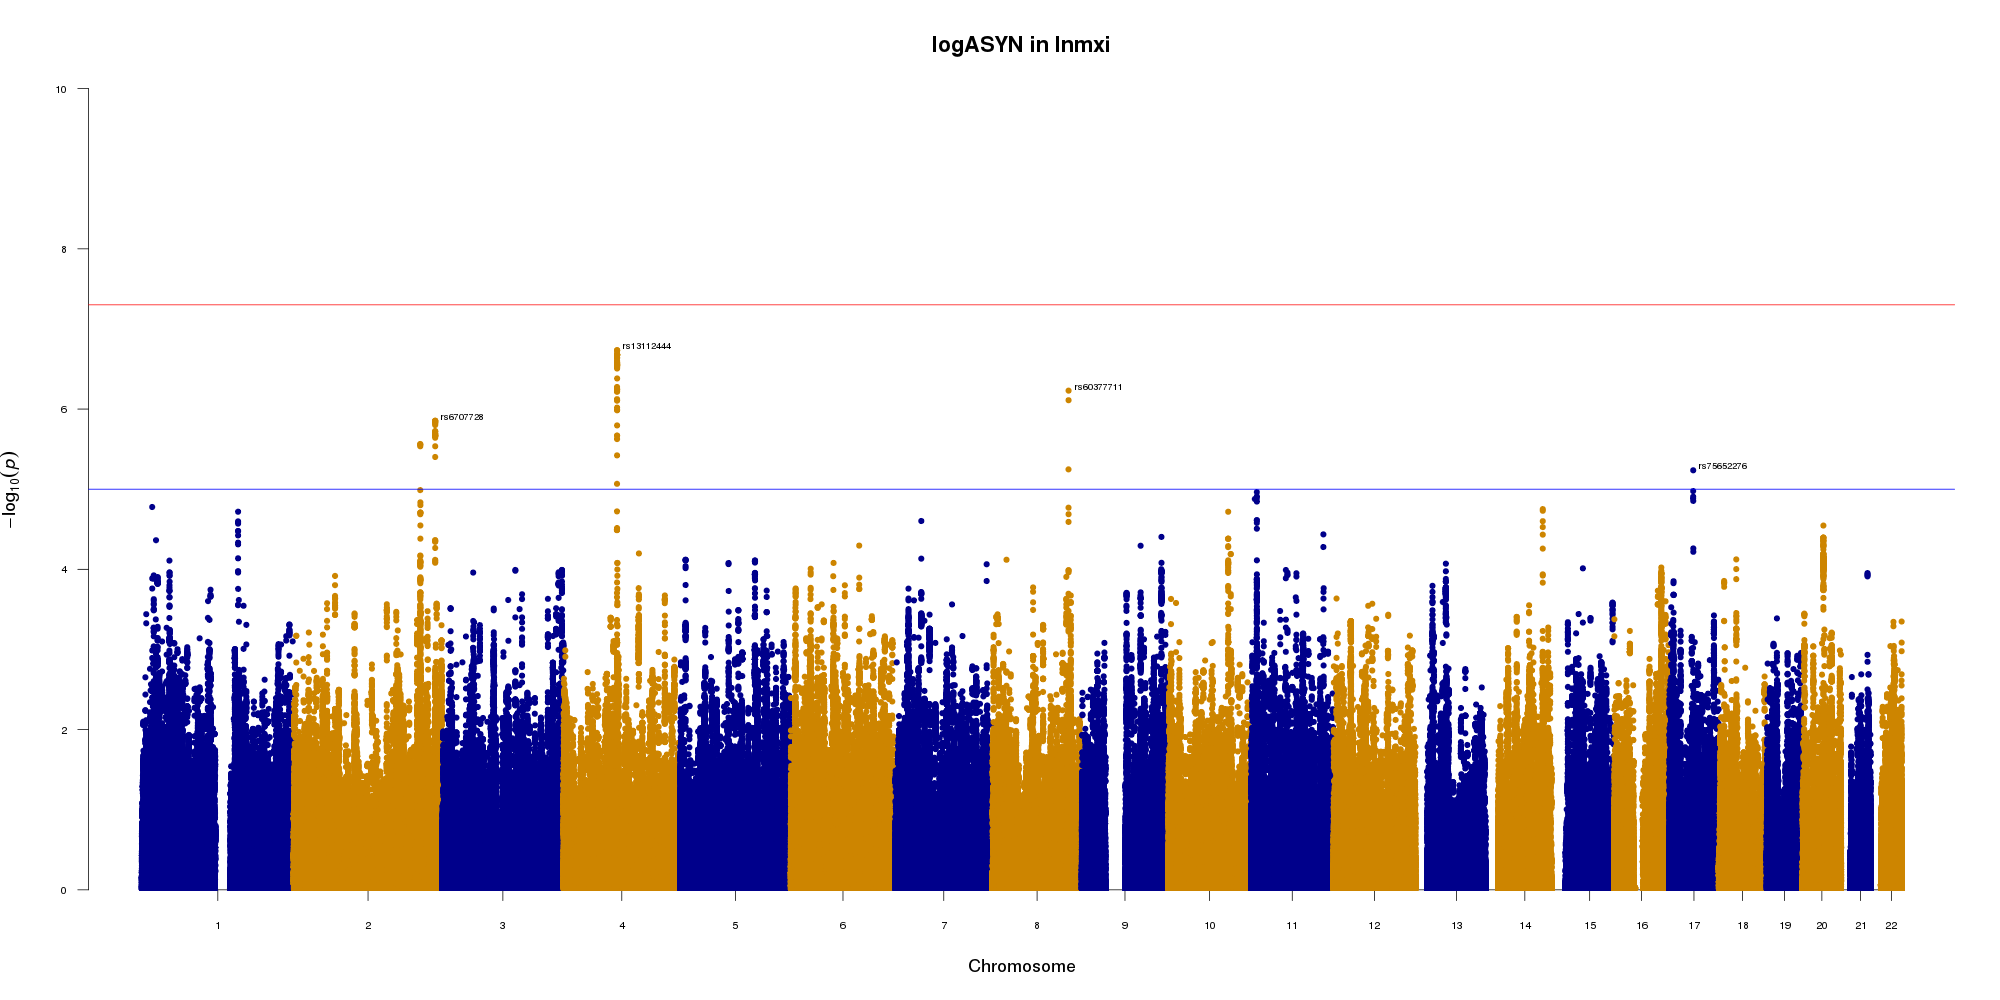 logASYN in Inmxi
10
8
rs13112444
rs60377711
6
rs6707728
rs75652276
−log10(p)
4
2
0
1 2 3 4 5 6 7 8 9 10 11 12 13 14 15 16 17 18 19 20 21 22
Chromosome